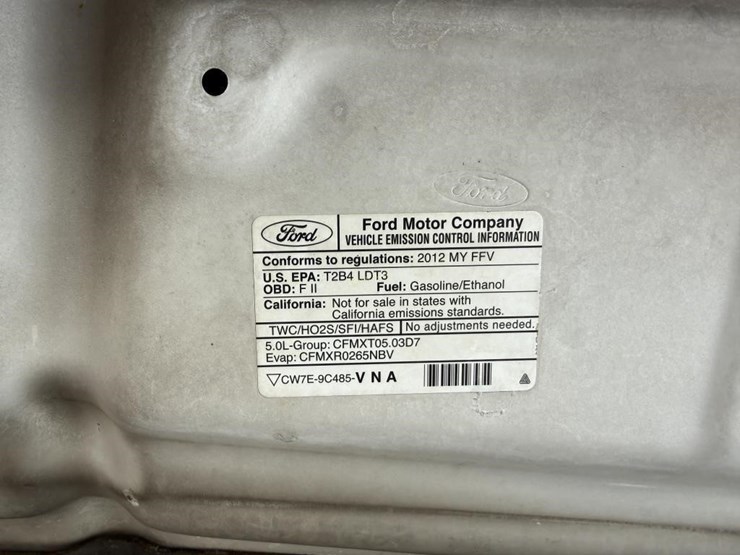 Ford
Ford
Ford Motor Company
VEHICLE EMISSION CONTROL INFORMATION
Conforms to regulations: 2012 MY FFV
U.S. EPA: T2B4 LDT3
OBD: F II Fuel: Gasoline/Ethanol
California: Not for sale in states with
California emissions standards.
TWC/HO2S/SFI/HAFS No adjustments needed.
5.0L-Group: CFMXT05.03D7
Evap: CFMXR0265NBV
▽CW7E-9C485-V N A